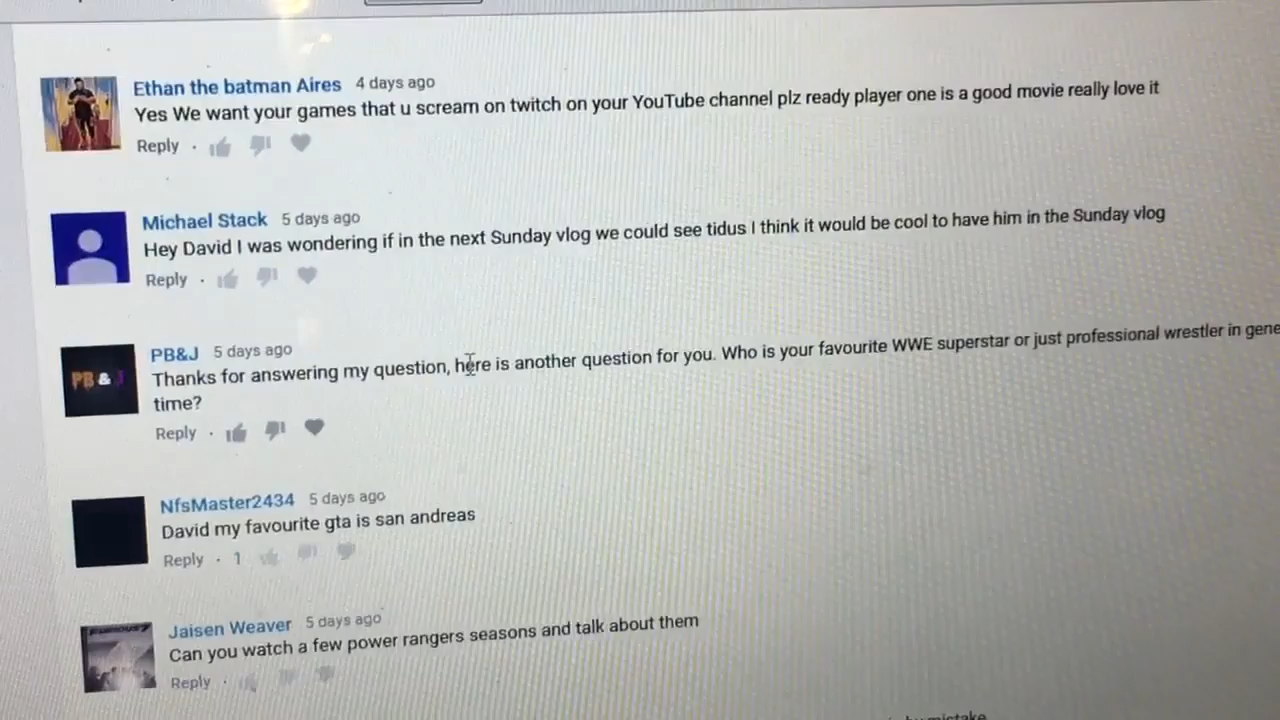 Ethan the batman Aires 4 days ago
Yes We want your games that u scream on twitch on your YouTube channel plz ready player one is a good movie really love it
Reply
Michael Stack 5 days ago
Hey David I was wondering if in the next Sunday vlog we could see tidus I think it would be cool to have him in the Sunday vlog
Reply
PB&J 5 days ago
Thanks for answering my question, here is another question for you. Who is your favourite WWE superstar or just professional wrestler in gene
time?
Reply
PB & J
NfsMaster2434 5 days ago
David my favourite gta is san andreas
Reply · 1
Jaisen Weaver 5 days ago
Can you watch a few power rangers seasons and talk about them
Reply